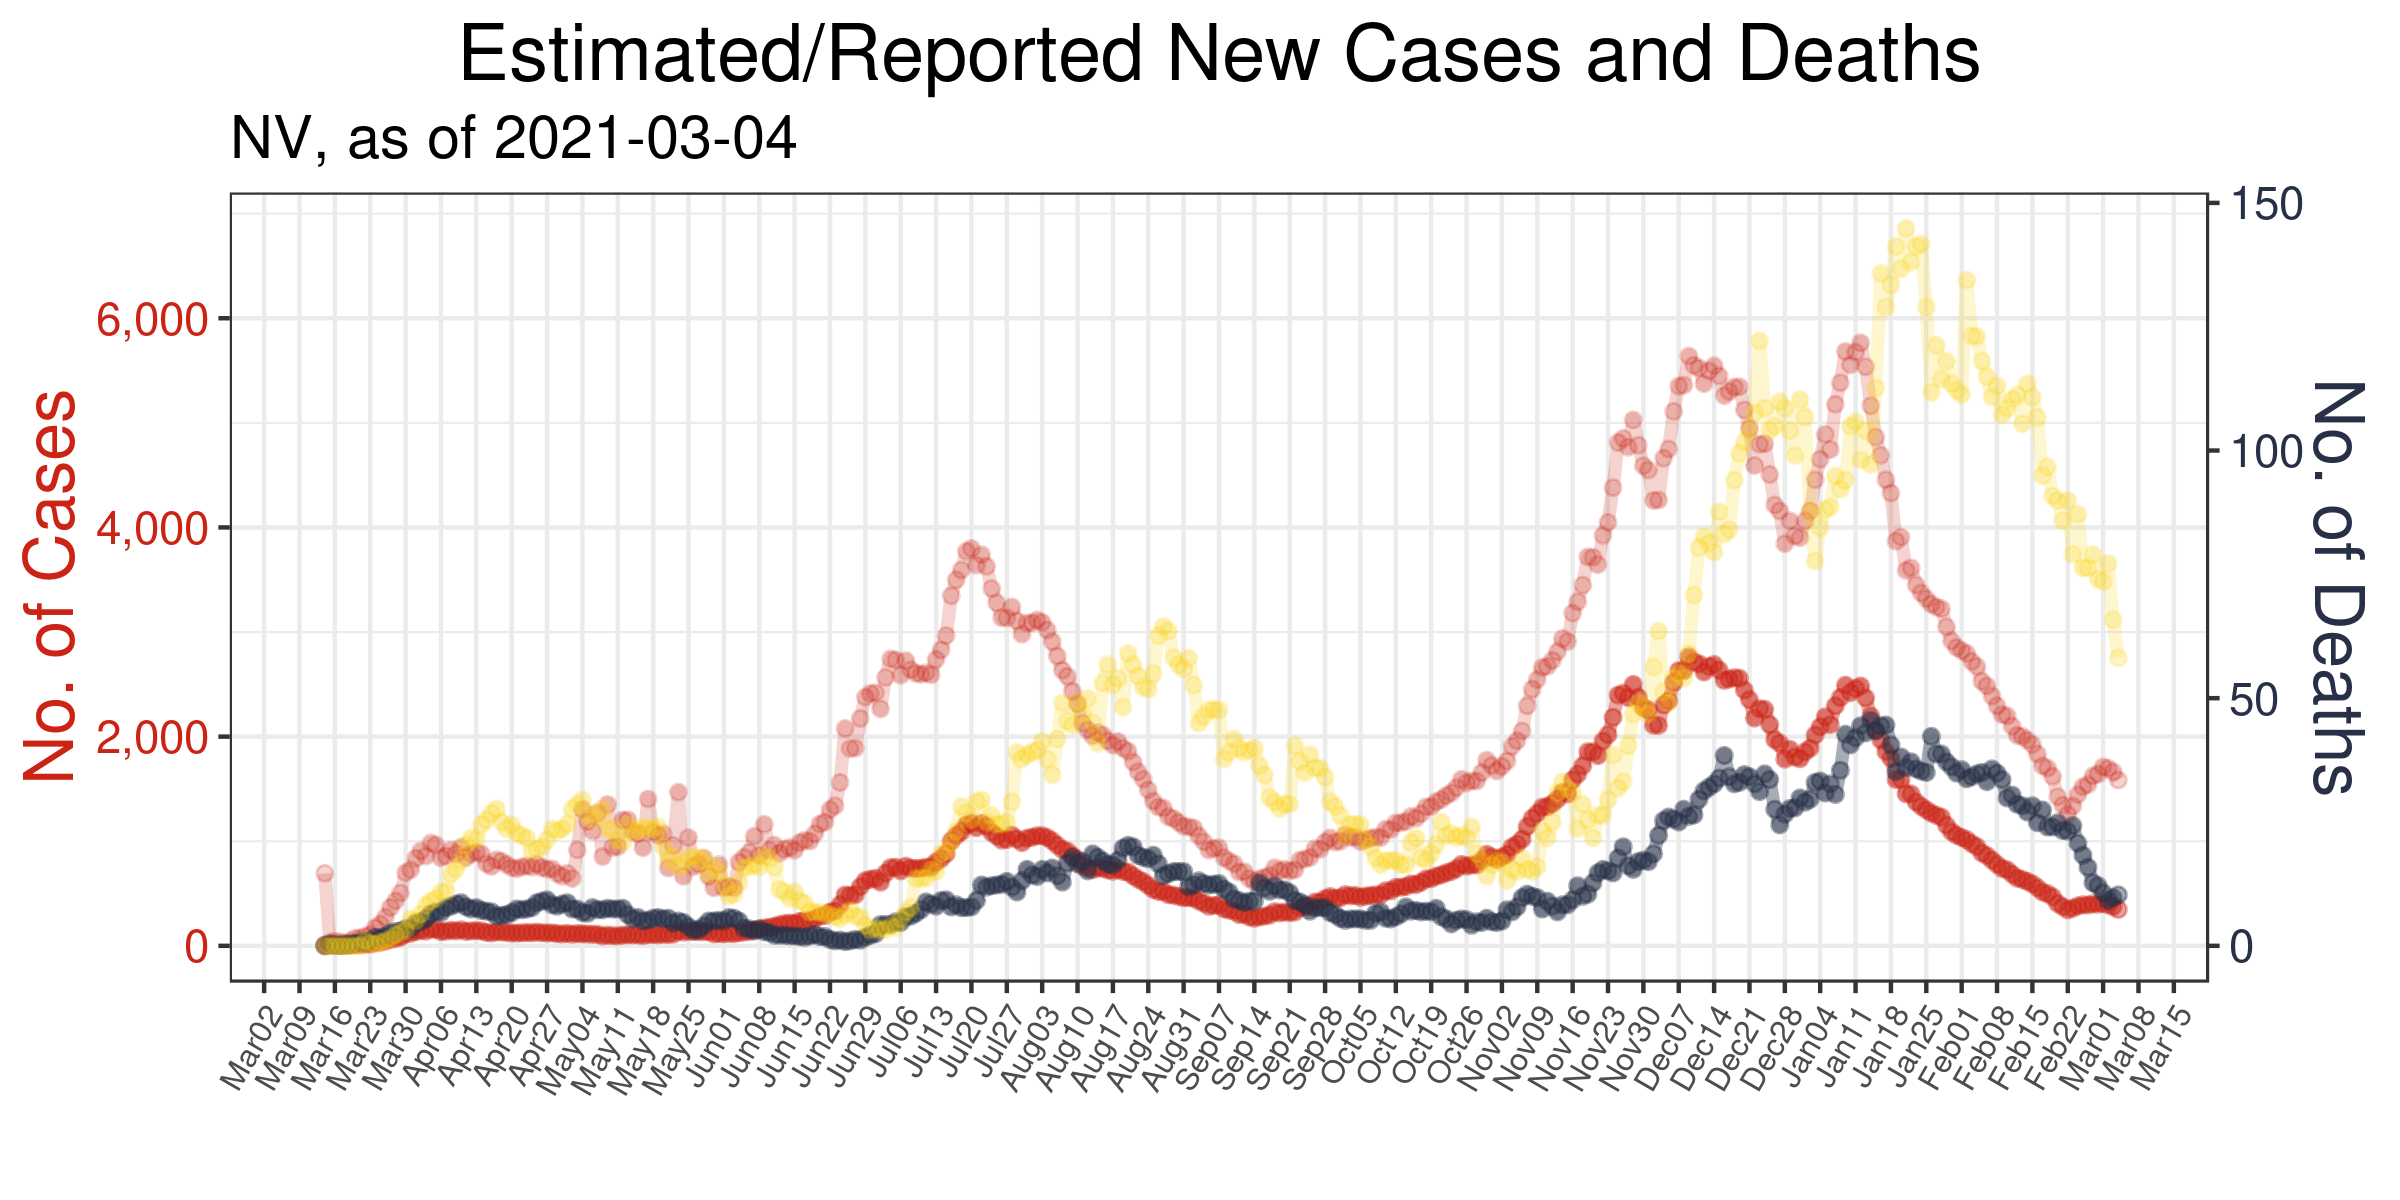 Estimated/Reported New Cases and Deaths
NV, as of 2021-03-04
No. of Cases
6,000
4,000
2,000
0
150
100
50
0
No. of Deaths
Mar02
Mar09
Mar16
Mar23
Mar30
Apr06
Apr13
Apr20
Apr27
May04
May11
May18
May25
Jun01
Jun08
Jun15
Jun22
Jun29
Jul06
Jul13
Jul20
Jul27
Aug03
Aug10
Aug17
Aug24
Aug31
Sep07
Sep14
Sep21
Sep28
Oct05
Oct12
Oct19
Oct26
Nov02
Nov09
Nov16
Nov23
Nov30
Dec07
Dec14
Dec21
Dec28
Dec04
Jan11
Jan18
Jan25
Feb01
Feb08
Feb15
Feb22
Mar01
Mar08
Mar15